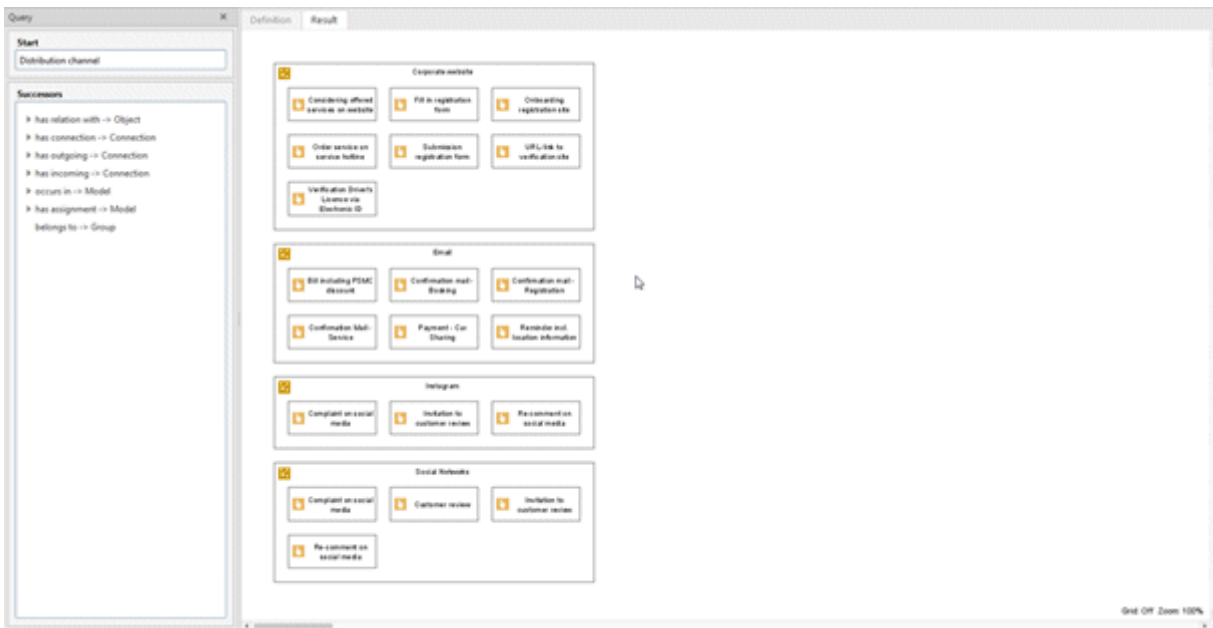 Query
Start
Distribution channel
Successors
has relation with -> Object
has connection -> Connection
has outgoing -> Connection
has incoming -> Connection
occurs in -> Model
has assignment -> Model
belongs to -> Group
Definition
Result
Corporate website
Considering offered
services on website
Fill in registration
form
Onboarding
registration site
Order service on
service hotline
Submission
registration form
URL-link to
verification site
Verification Driver's
Licence via
Electronic ID
Email
Bill including PSMC
discount
Confirmation mail -
Booking
Confirmation mail -
Registration
Confirmation Mail -
Service
Payment - Car
Sharing
Reminder incl.
location information
Instagram
Complaint on social
media
Invitation to
customer review
Re-comment on
social media
Social Networks
Complaint on social
media
Customer review
Invitation to
customer review
Re-comment on
social media
Grid: Off Zoom: 100%